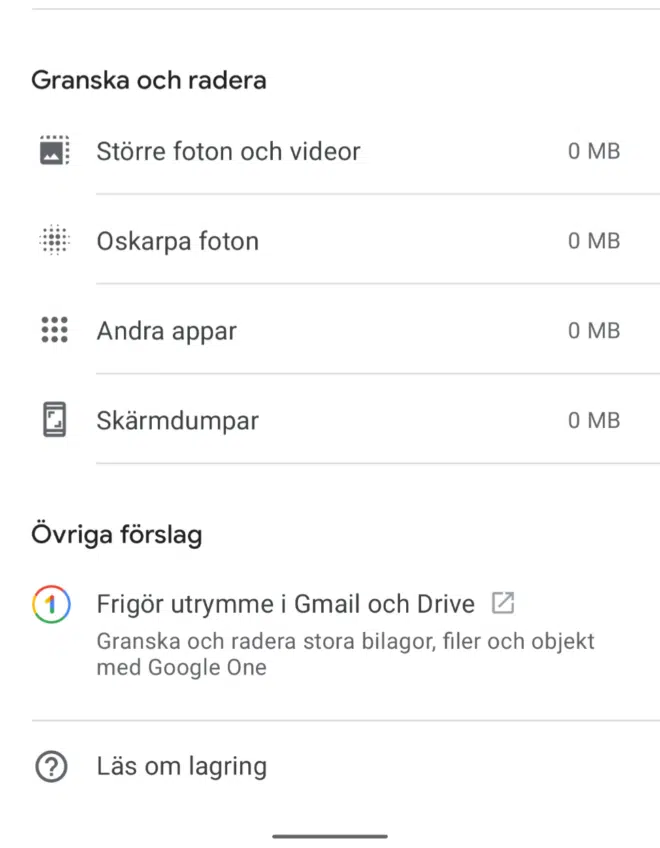 Granska och radera
Större foton och videor 0 MB
Oskarpa foton 0 MB
Andra appar 0 MB
Skärmdumpar 0 MB
Övriga förslag
1 Frigör utrymme i Gmail och Drive
Granska och radera stora bilagor, filer och objekt
med Google One
? Läs om lagring